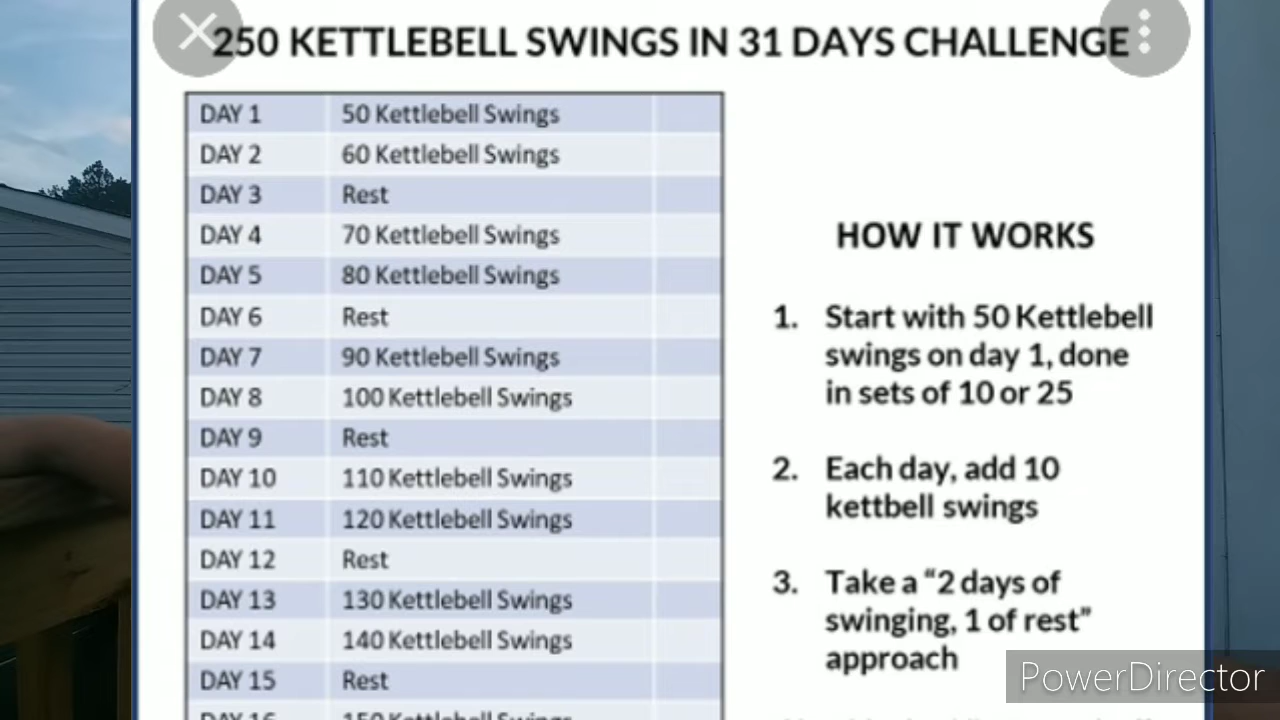 250 KETTLEBELL SWINGS IN 31 DAYS CHALLENGE
DAY 1 50 Kettlebell Swings
DAY 2 60 Kettlebell Swings
DAY 3 Rest
DAY 4 70 Kettlebell Swings
DAY 5 80 Kettlebell Swings
DAY 6 Rest
DAY 7 90 Kettlebell Swings
DAY 8 100 Kettlebell Swings
DAY 9 Rest
DAY 10 110 Kettlebell Swings
DAY 11 120 Kettlebell Swings
DAY 12 Rest
DAY 13 130 Kettlebell Swings
DAY 14 140 Kettlebell Swings
DAY 15 Rest
DAY 16 150 Kettlebell Swings
HOW IT WORKS
1. Start with 50 Kettlebell
swings on day 1, done
in sets of 10 or 25
2. Each day, add 10
kettbell swings
3. Take a “2 days of
swinging, 1 of rest”
approach
PowerDirector